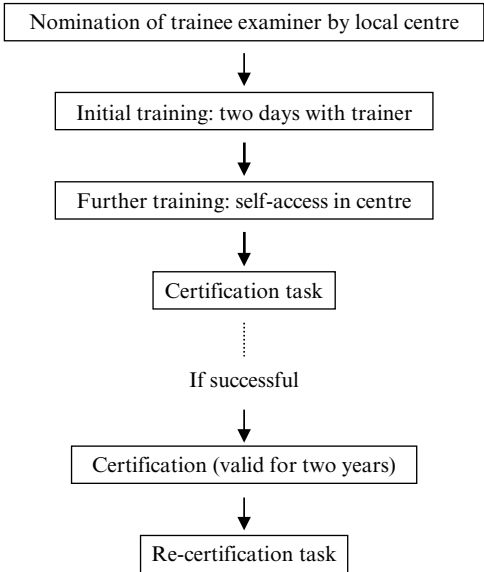 Nomination of trainee examiner by local centre
Initial training: two days with trainer
Further training: self-access in centre
Certification task
If successful
Certification (valid for two years)
Re-certification task